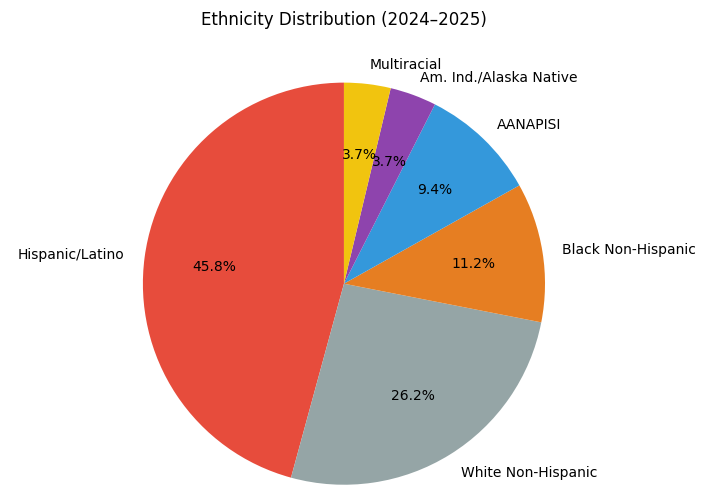 Ethnicity Distribution (2024–2025)
Multiracial
Am. Ind./Alaska Native
AANAPISI
3.7%
3.7%
9.4%
Black Non-Hispanic
Hispanic/Latino
11.2%
45.8%
26.2%
White Non-Hispanic